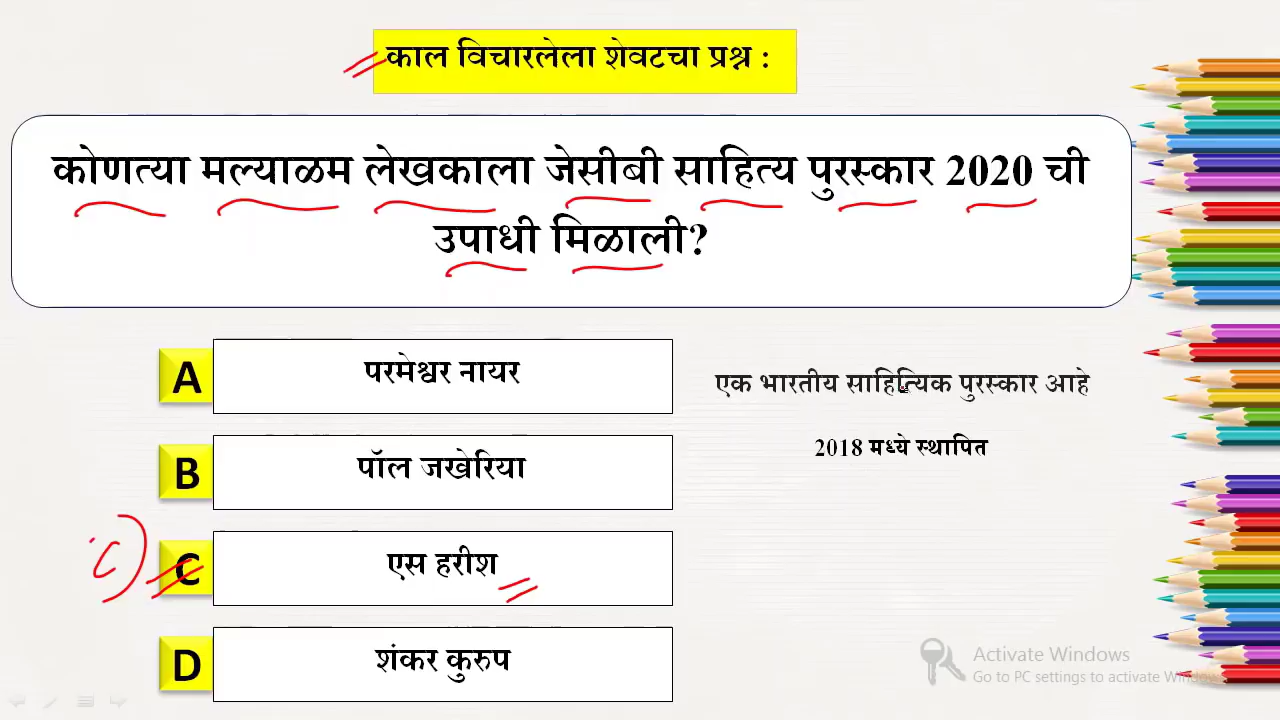 काल विचारलेला शेवटचा प्रश्न :
कोणत्या मल्याळम लेखकाला जेसीबी साहित्य पुरस्कार 2020 ची
उपाधी मिळाली?
A परमेश्वर नायर
एक भारतीय साहित्यिक पुरस्कार आहे
2018 मध्ये स्थापित
B पॉल जखेरिया
c)
C एस हरीश
D शंकर कुरुप
Activate Windows
Go to PC settings to activate Windows.